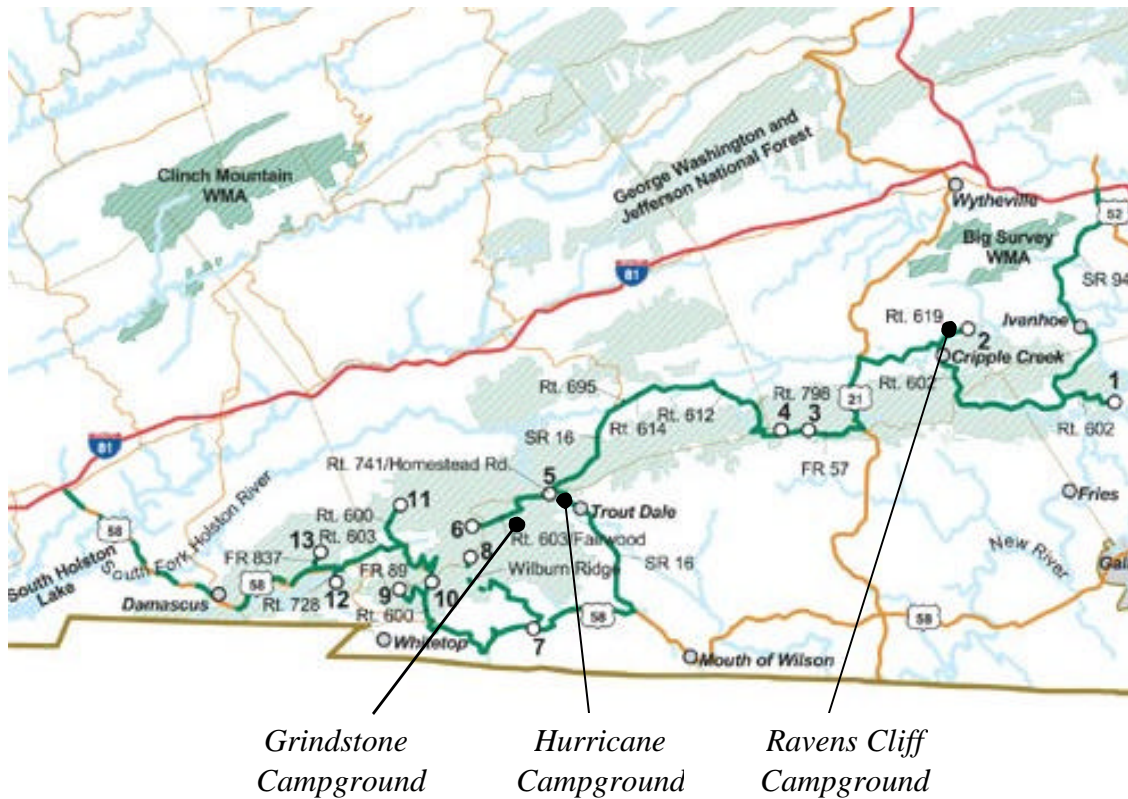 Clinch Mountain
WMA
George Washington and
Jefferson National Forest
Wytheville
52
Big Survey
WMA
SR 94
81
Rt. 619
Ivanhoe
2
Cripple Creek
Rt. 695
Rt. 798
Rt. 602
1
21
Rt. 612
4
3
Rt. 614
Rt. 602
SR 16
FR 57
81
Rt. 741/Homestead Rd.
5
Fries
11
Trout Dale
Rt. 600
6
Rt. 603/Fairwood
New River
13
Rt. 603
8
58
South Fork Holston River
FR 837
Wilburn Ridge
SR 16
South Holston
Lake
58
FR 89
Damascus
Rt. 728
12
9
10
58
58
Rt. 600
Whitetop
7
Mouth of Wilson
Grindstone
Campground
Hurricane
Campground
Ravens Cliff
Campground